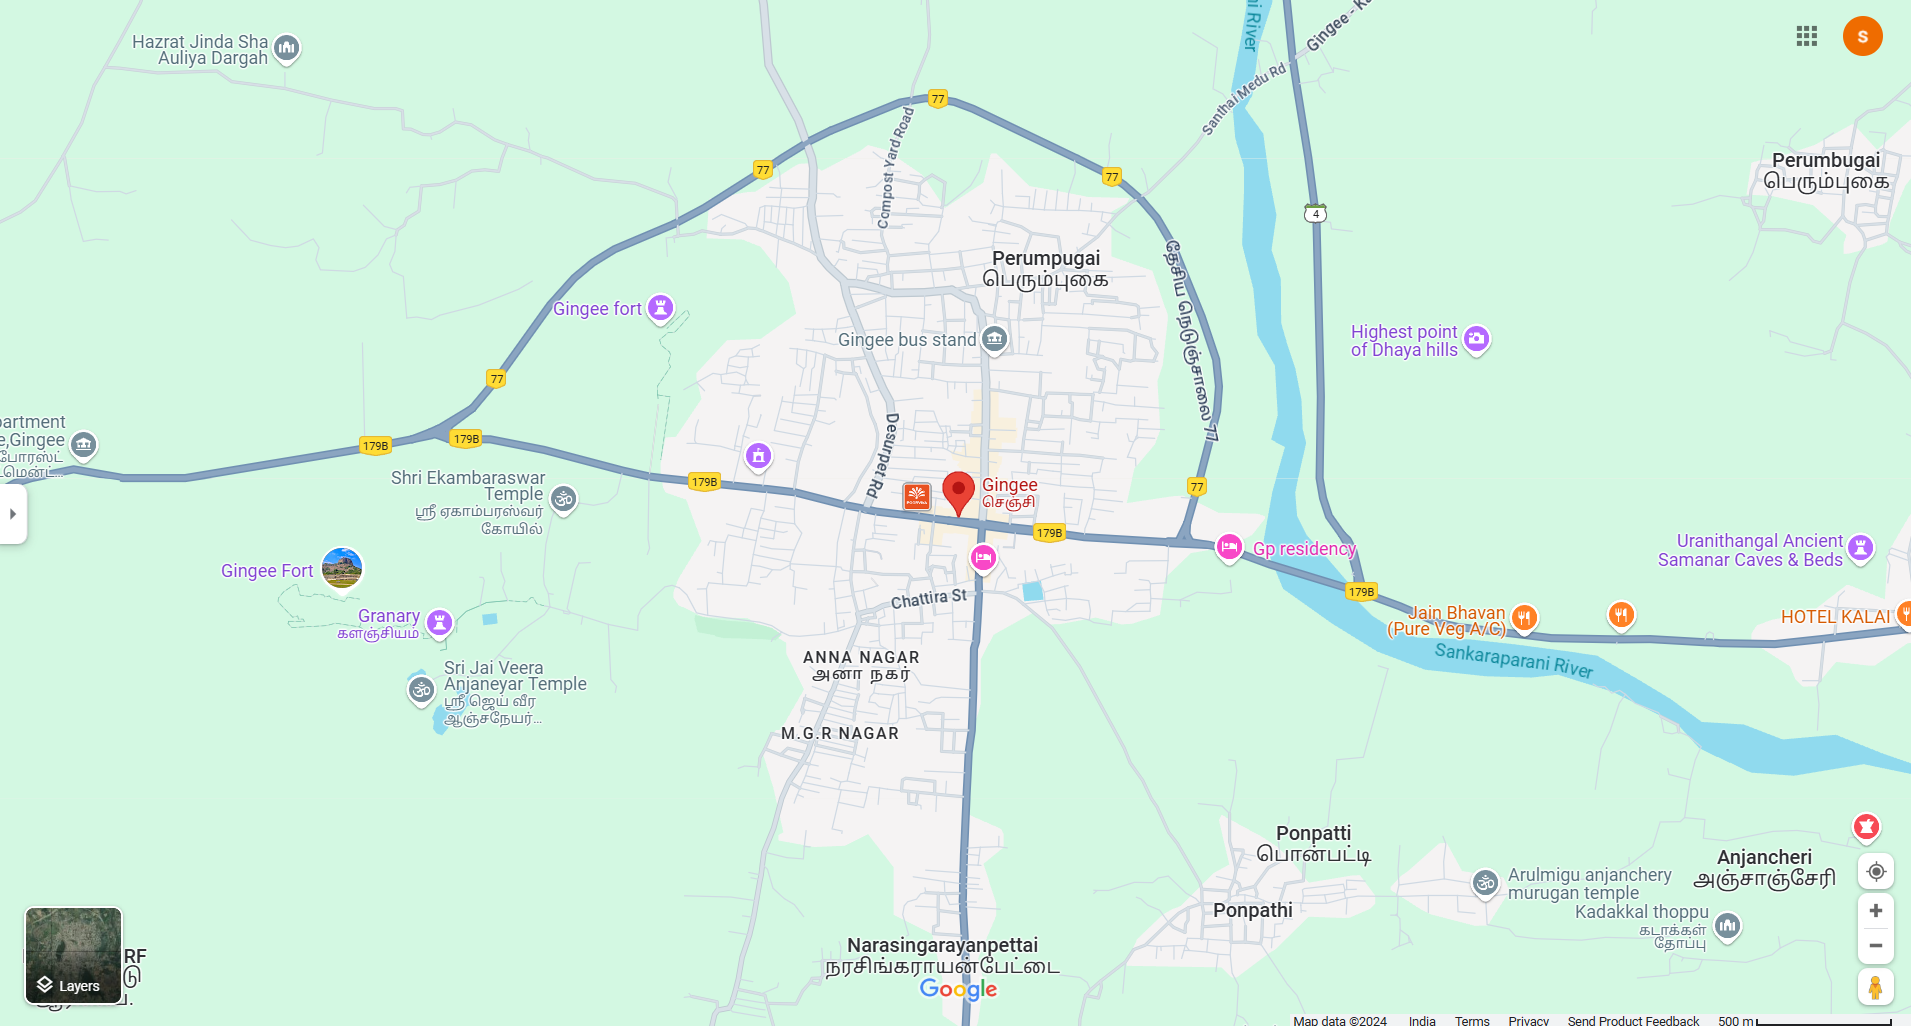 Hazrat Jinda Sha
Auliya Dargah
77
Compost Yard Road
77
77
ni River
Santhai Medu Rd
Gingee - Ka
S
Perumbugai
பெரும்புகை
4
தேசிய நெடுஞ்சாலை 77
Perumpugai
பெரும்புகை
Gingee fort
Gingee bus stand
Highest point
of Dhaya hills
77
partment
e,Gingee
போரஸ்ட்
179B
179B
Shri Ekambaraswar
Temple
ஸ்ரீ ஏகாம்பரஸ்வர்
கோயில்
179B
Desurpet Rd
Gingee
செஞ்சி
77
179B
Gp residency
Uranithangal Ancient
Samanar Caves & Beds
Gingee Fort
Granary
களஞ்சியம்
Chattira St
179B
Jain Bhavan
(Pure Veg A/C)
HOTEL KALAI
Sankaraparani River
ANNA NAGAR
அனா நகர்
Sri Jai Veera
Anjaneyar Temple
ஸ்ரீ ஜெய் வீர
ஆஞ்சநேயர்...
M.G.R NAGAR
Ponpatti
பொன்பட்டி
Ponpathi
Arulmigu anjanchery
murugan temple
Anjancheri
அஞ்சாஞ்சேரி
Kadakkal thoppu
கடாக்கள்
தோப்பு
Narasingarayanpettai
நரசிங்கராயன்பேட்டை
RF
டு
Layers
Google
Map data ©2024 India Terms Privacy Send Product Feedback 500 m